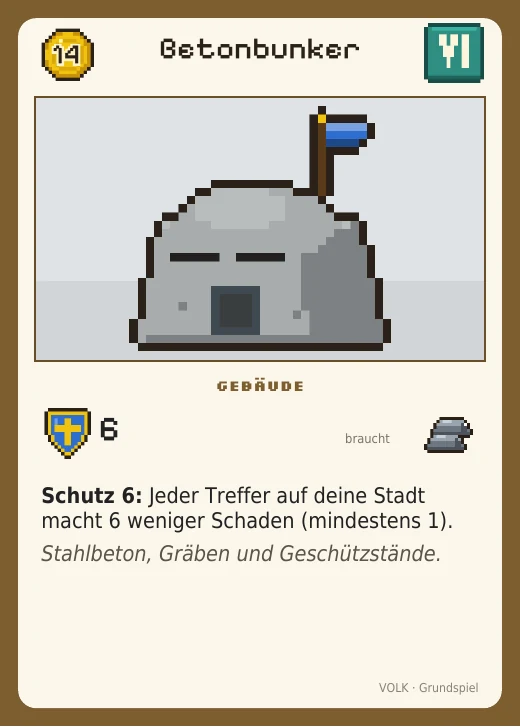 14
Betonbunker
VI
GEBÄUDE
6
braucht
Schutz 6: Jeder Treffer auf deine Stadt
macht 6 weniger Schaden (mindestens 1).
Stahlbeton, Gräben und Geschützstände.
VOLK · Grundspiel